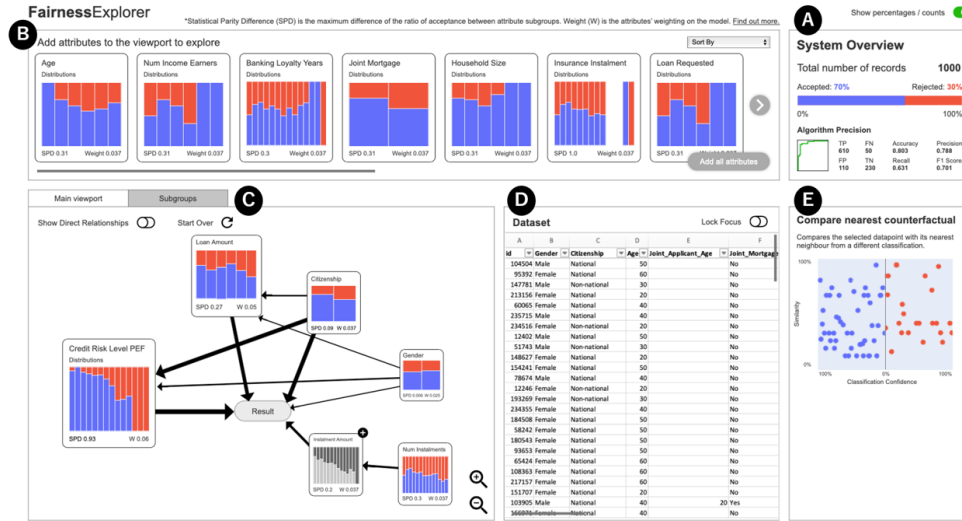 FairnessExplorer
*Statistical Parity Difference (SPD) is the maximum difference of the ratio of acceptance between attribute subgroups. Weight (W) is the attributes' weighting on the model. Find out more.
Show percentages / counts
A
B
Add attributes to the viewport to explore
Sort By
Age
Distributions
SPD 0.31 Weight 0.037
Num Income Earners
Distributions
SPD 0.31 Weight 0.037
Banking Loyalty Years
Distributions
SPD 0.3 Weight 0.037
Joint Mortgage
Distributions
SPD 0.31 Weight 0.037
Household Size
Distributions
SPD 0.31 Weight 0.037
Insurance Instalment
Distributions
SPD 1.0 Weight 0.037
Loan Requested
Distributions
SPD 0.31 Weight 0.037
Add all attributes
System Overview
Total number of records 1000
Accepted: 70% Rejected: 30%
0% 100%
Algorithm Precision
TP FN Accuracy Precision
610 50 0.803 0.788
FP TN Recall F1 Score
110 230 0.631 0.701
Main viewport Subgroups
C
Show Direct Relationships Start Over
Loan Amount
SPD 0.27 W 0.05
Citizenship
SPD 0.09 W 0.037
Credit Risk Level PEF
Distributions
SPD 0.93 W 0.06
Gender
SPD 0.006 W 0.025
Result
Instalment Amount
SPD 0.2 W 0.037
Num Instalments
SPD 0.3 W 0.037
D
Dataset Lock Focus
A B C D E F
id Gender Citizenship Age Joint_Applicant_Age Joint_Mortgage
104504 Male National 50 No
95392 Female National 60 No
147781 Male Non-national 30 No
213156 Female National 20 No
60065 Female National 40 No
235715 Male National 40 No
234516 Female Non-national 20 No
12402 Male National 50 No
51743 Male Non-national 30 No
148627 Female National 20 No
154241 Female National 50 No
78674 Male National 40 No
12246 Female Non-national 20 No
193269 Female Non-national 30 No
234355 Female National 40 No
184508 Female National 50 No
58242 Female National 50 No
180543 Female National 50 No
93653 Female National 50 No
65424 Female National 60 No
108363 Female National 60 No
217157 Female National 60 No
151707 Female National 20 No
103905 Male National 40 20 Yes
National 40 No
E
Compare nearest counterfactual
Compares the selected datapoint with its nearest
neighbour from a different classification.
100%
Similarity
0%
100% 0% 100%
Classification Confidence